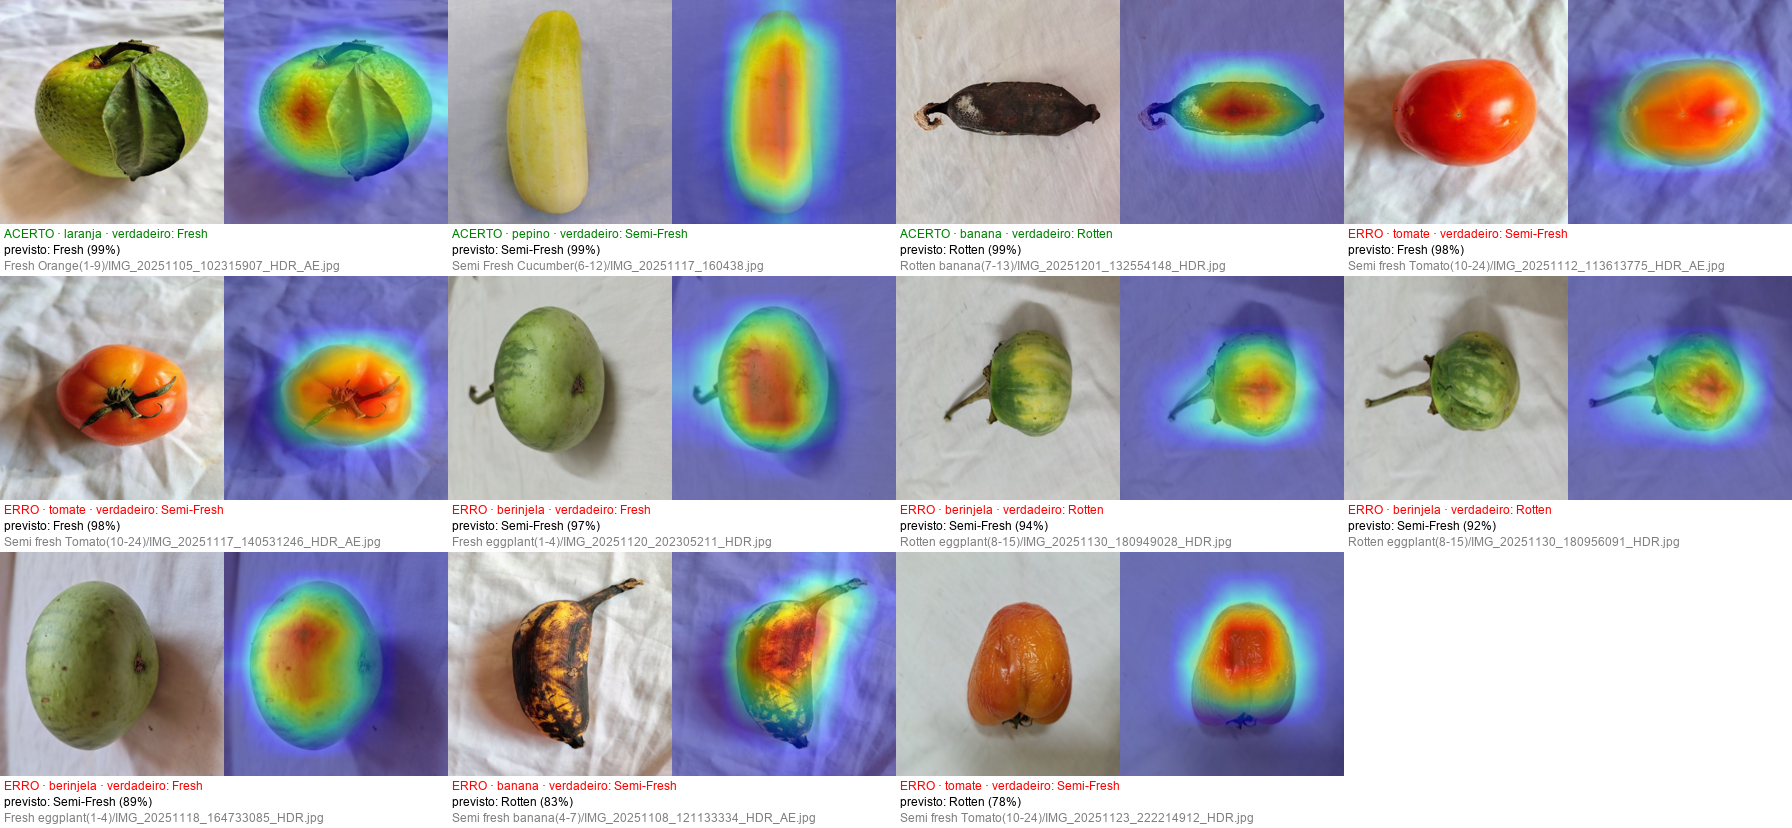 ACERTO · laranja · verdadeiro: Fresh
previsto: Fresh (99%)
Fresh Orange(1-9)/IMG_20251105_102315907_HDR_AE.jpg
ACERTO · pepino · verdadeiro: Semi-Fresh
previsto: Semi-Fresh (99%)
Semi Fresh Cucumber(6-12)/IMG_20251117_160438.jpg
ACERTO · banana · verdadeiro: Rotten
previsto: Rotten (99%)
Rotten banana(7-13)/IMG_20251201_132554148_HDR.jpg
ERRO · tomate · verdadeiro: Semi-Fresh
previsto: Fresh (98%)
Semi fresh Tomato(10-24)/IMG_20251112_113613775_HDR_AE.jpg
ERRO · tomate · verdadeiro: Semi-Fresh
previsto: Fresh (98%)
Semi fresh Tomato(10-24)/IMG_20251117_140531246_HDR_AE.jpg
ERRO · berinjela · verdadeiro: Fresh
previsto: Semi-Fresh (97%)
Fresh eggplant(1-4)/IMG_20251120_202305211_HDR.jpg
ERRO · berinjela · verdadeiro: Rotten
previsto: Semi-Fresh (94%)
Rotten eggplant(8-15)/IMG_20251130_180949028_HDR.jpg
ERRO · berinjela · verdadeiro: Rotten
previsto: Semi-Fresh (92%)
Rotten eggplant(8-15)/IMG_20251130_180956091_HDR.jpg
ERRO · berinjela · verdadeiro: Fresh
previsto: Semi-Fresh (89%)
Fresh eggplant(1-4)/IMG_20251118_164733085_HDR.jpg
ERRO · banana · verdadeiro: Semi-Fresh
previsto: Rotten (83%)
Semi fresh banana(4-7)/IMG_20251108_121133334_HDR_AE.jpg
ERRO · tomate · verdadeiro: Semi-Fresh
previsto: Rotten (78%)
Semi fresh Tomato(10-24)/IMG_20251123_222214912_HDR.jpg